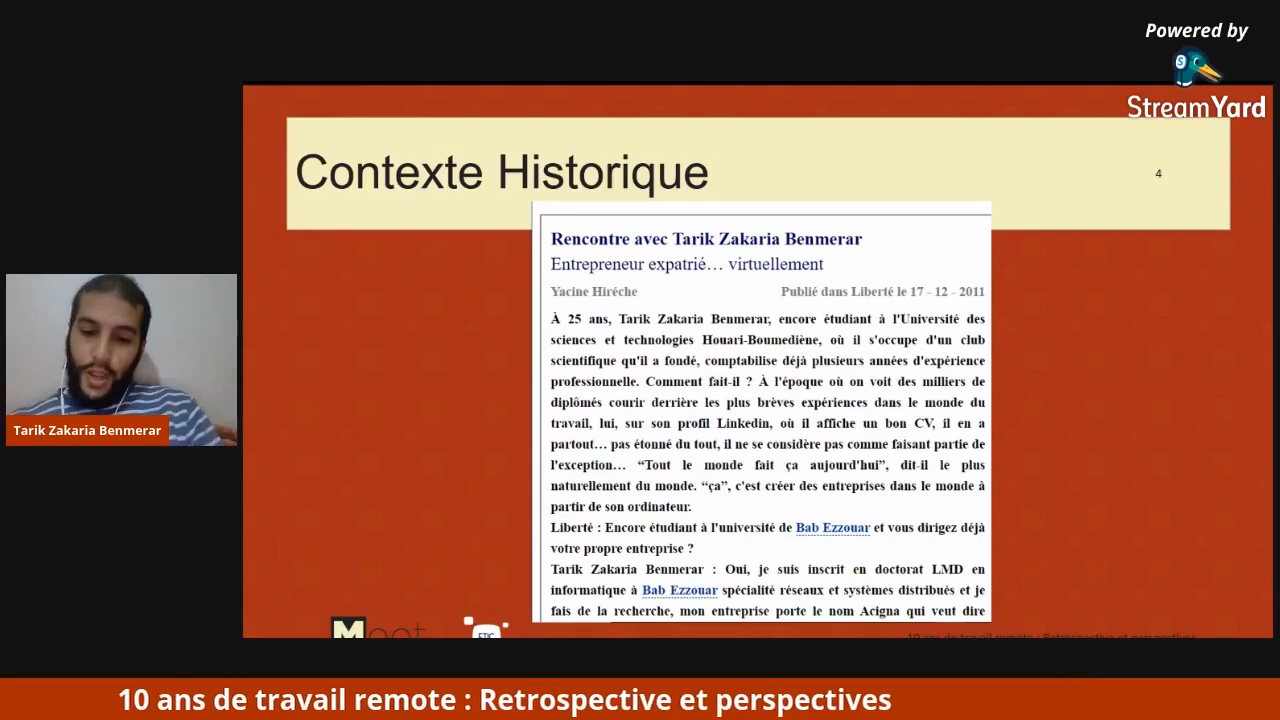 Powered by
StreamYard
Contexte Historique
4
Rencontre avec Tarik Zakaria Benmerar
Entrepreneur expatrié… virtuellement
Yacine Hiréche Publié dans Liberté le 17 - 12 - 2011
À 25 ans, Tarik Zakaria Benmerar, encore étudiant à l'Université des
sciences et technologies Houari-Boumediène, où il s'occupe d'un club
scientifique qu'il a fondé, comptabilise déjà plusieurs années d'expérience
professionnelle. Comment fait-il ? À l'époque où on voit des milliers de
diplômés courir derrière les plus brèves expériences dans le monde du
travail, lui, sur son profil Linkedin, où il affiche un bon CV, il en a
partout… pas étonné du tout, il ne se considère pas comme faisant partie de
l'exception… “Tout le monde fait ça aujourd'hui”, dit-il le plus
naturellement du monde. “ça”, c'est créer des entreprises dans le monde à
partir de son ordinateur.
Liberté : Encore étudiant à l'université de Bab Ezzouar et vous dirigez déjà
votre propre entreprise ?
Tarik Zakaria Benmerar : Oui, je suis inscrit en doctorat LMD en
informatique à Bab Ezzouar spécialité réseaux et systèmes distribués et je
fais de la recherche, mon entreprise porte le nom Acigna qui veut dire
Tarik Zakaria Benmerar
10 ans de travail remote : Retrospective et perspectives
10 ans de travail remote : Retrospective et perspectives